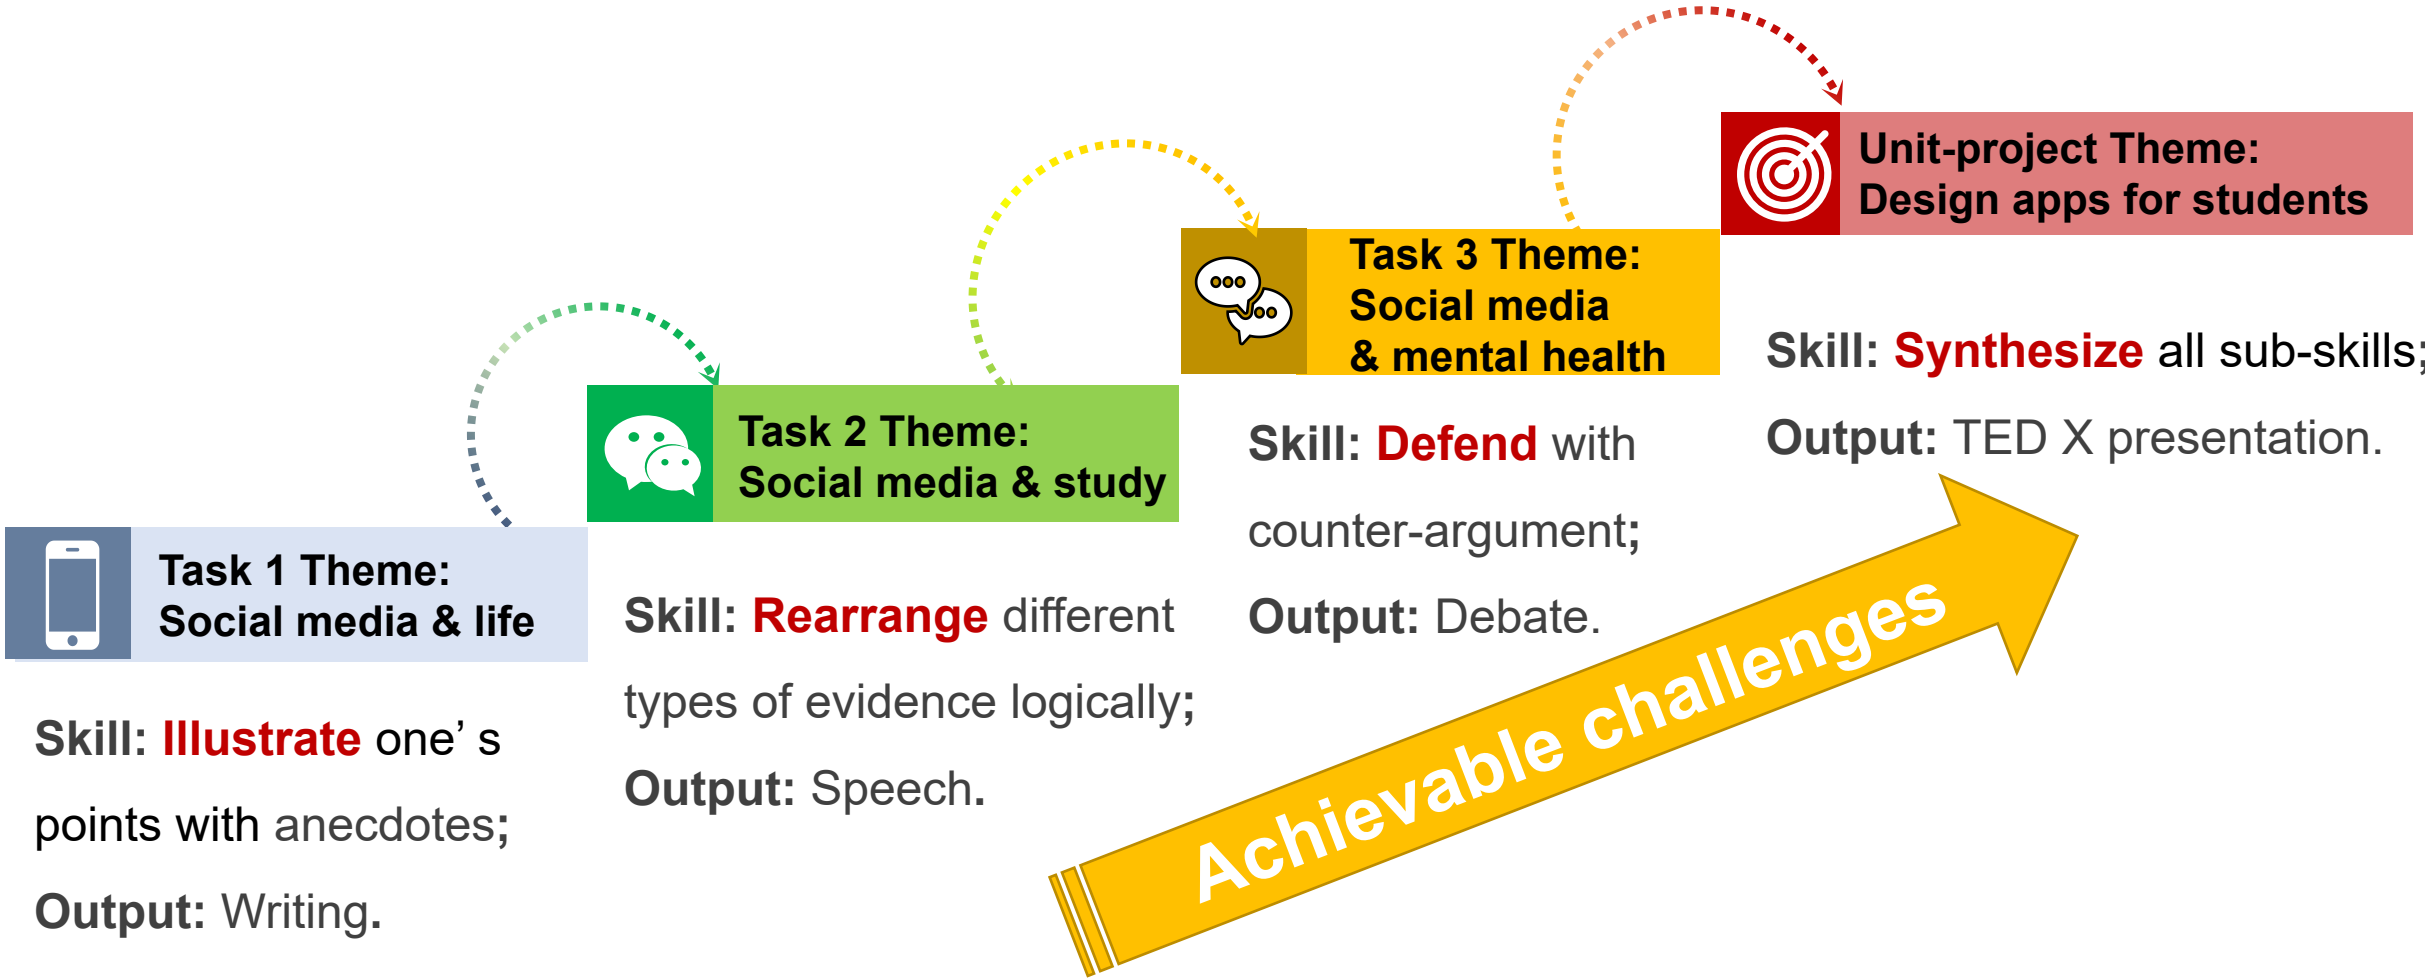 Task 1 Theme:
Social media & life
Skill: Illustrate one’ s
points with anecdotes;
Output: Writing.
Task 2 Theme:
Social media & study
Skill: Rearrange different
types of evidence logically;
Output: Speech.
Task 3 Theme:
Social media
& mental health
Skill: Defend with
counter-argument;
Output: Debate.
Unit-project Theme:
Design apps for students
Skill: Synthesize all sub-skills;
Output: TED X presentation.
Achievable challenges